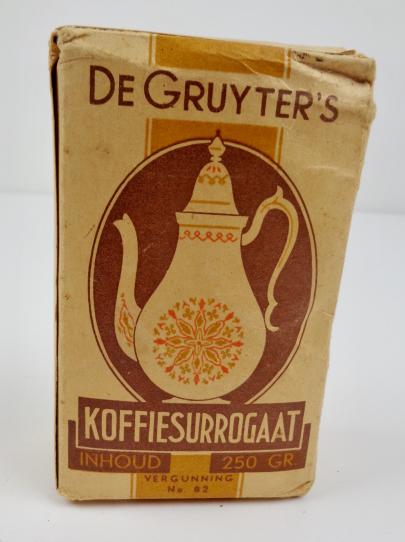 DE GRUYTER'S
KOFFIESURROGAAT
INHOUD 250 GR.
VERGUNNING
No. 82